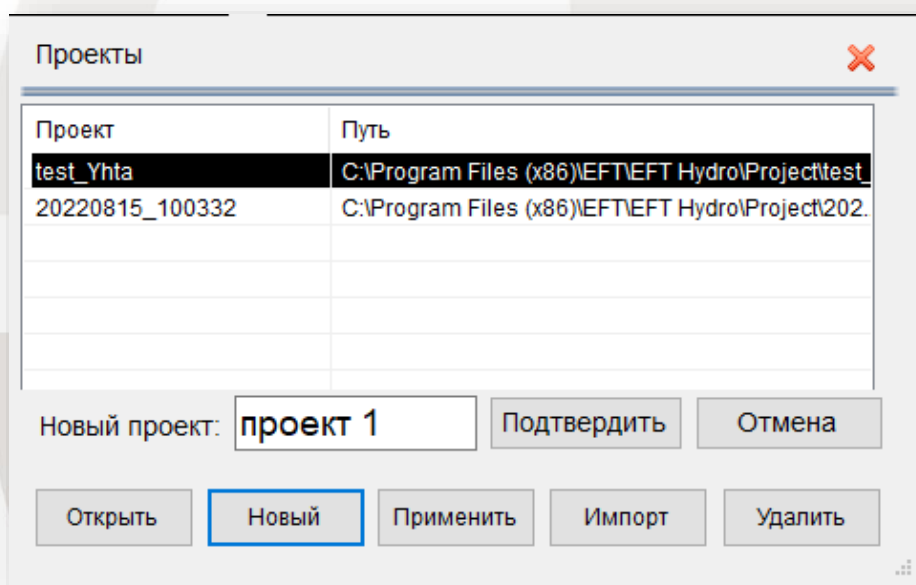 Проекты
Проект Путь
test_Yhta C:\Program Files (x86)\EFT\EFT Hydro\Project\test_
20220815_100332 C:\Program Files (x86)\EFT\EFT Hydro\Project\202...
Новый проект: проект 1 Подтвердить Отмена
Открыть Новый Применить Импорт Удалить